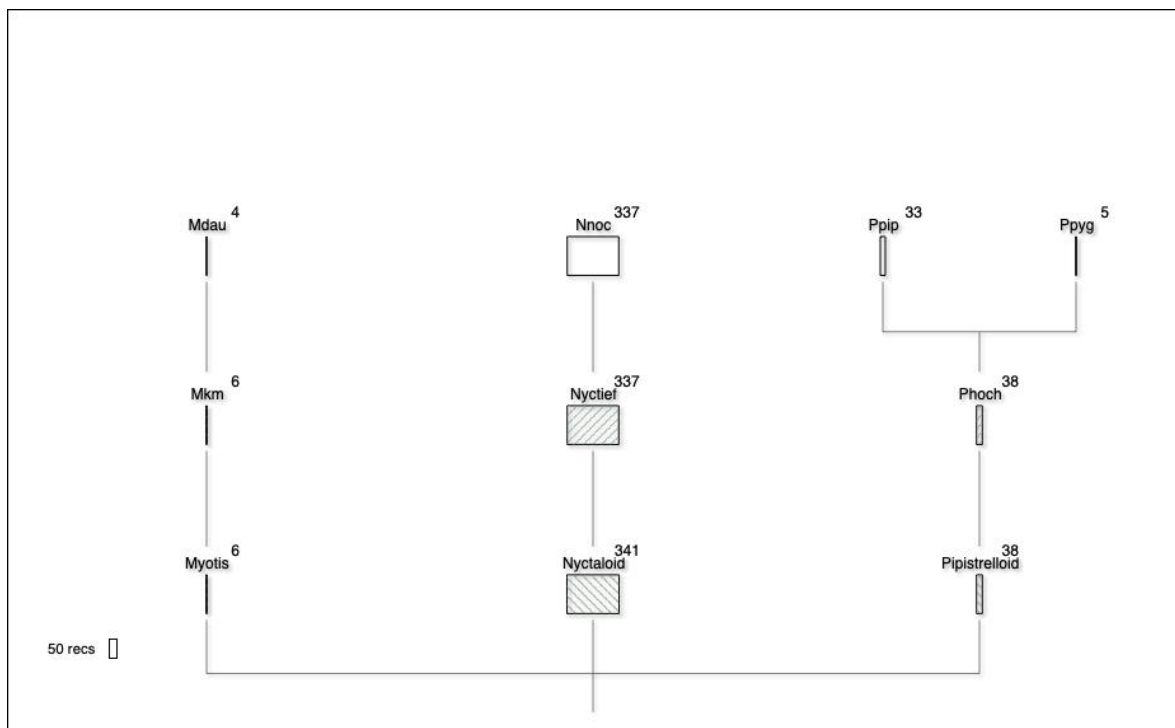 4 337 33 5
Mdau Nnoc Ppip Ppyg
6 337 38
Mkm Nyctief Phoch
6 341 38
Myotis Nyctaloid Pipistrelloid
50 recs